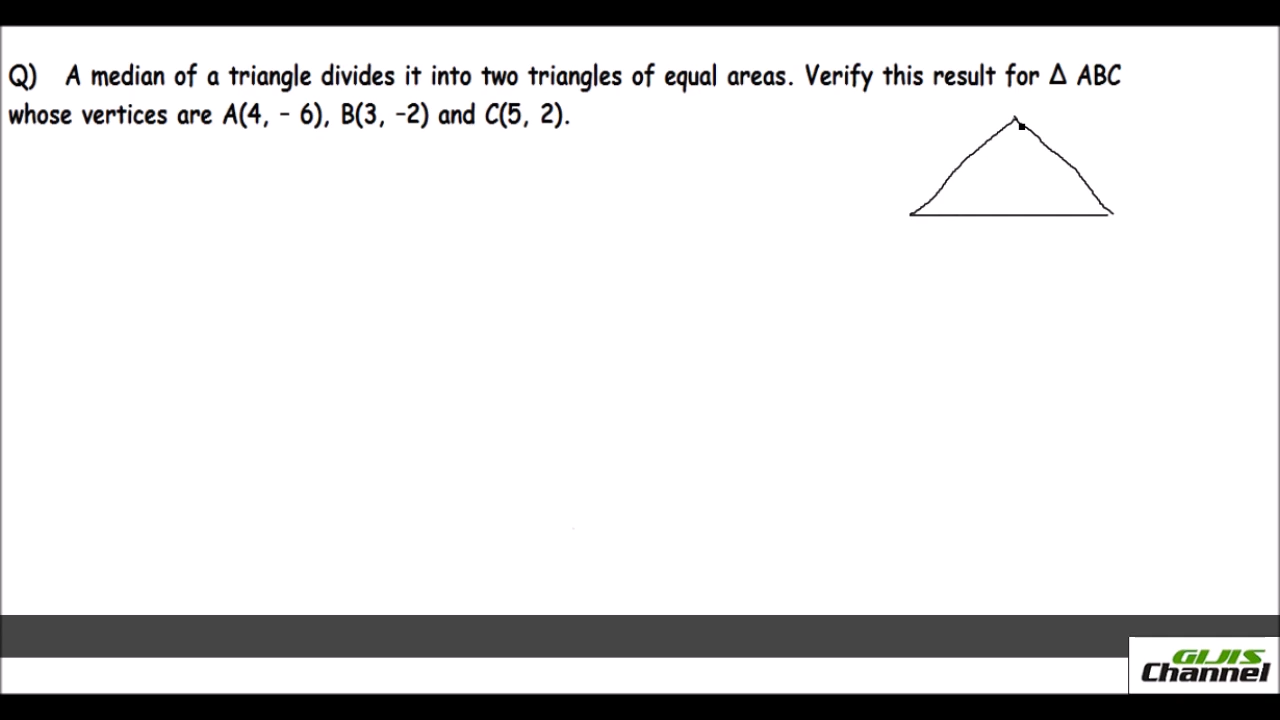 Q) A median of a triangle divides it into two triangles of equal areas. Verify this result for Δ ABC
whose vertices are A(4, - 6), B(3, -2) and C(5, 2).
GIJIS
Channel